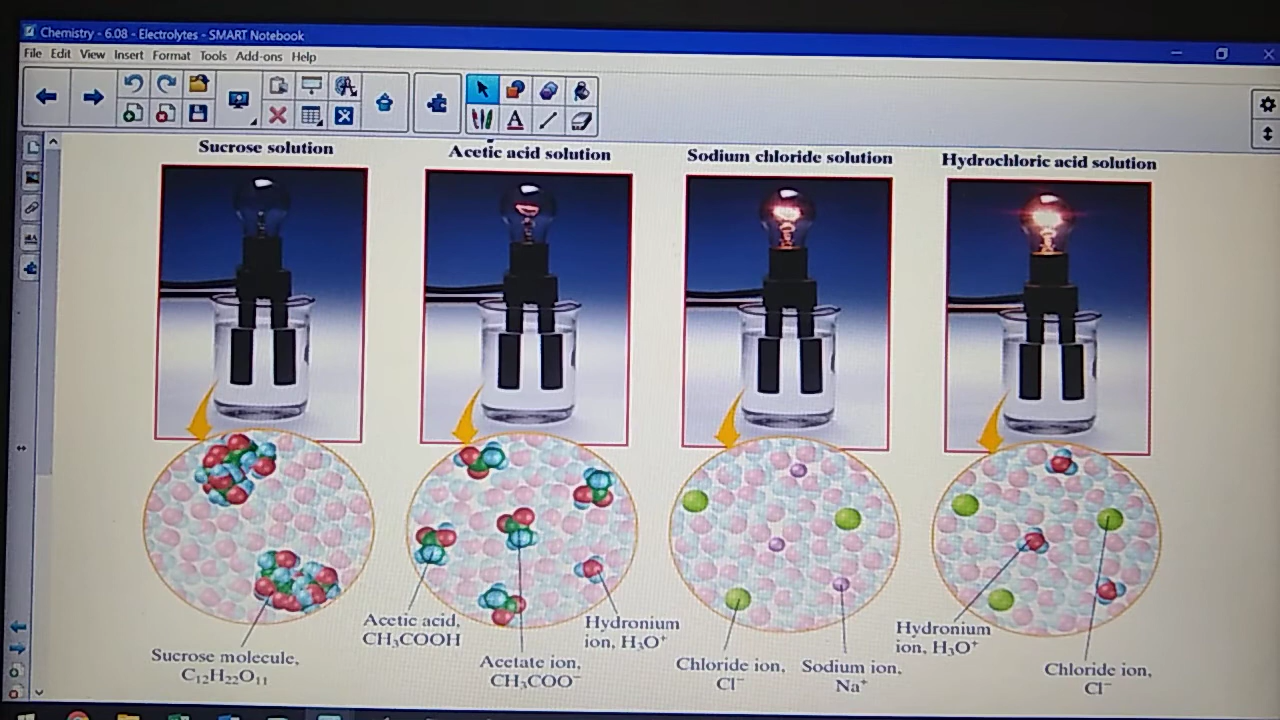 Chemistry - 6.08 - Electrolytes - SMART Notebook
File Edit View Insert Format Tools Add-ons Help
Sucrose solution
Acetic acid solution
Sodium chloride solution
Hydrochloric acid solution
Sucrose molecule,
C₁₂H₂₂O₁₁
Acetic acid,
CH₃COOH
Acetate ion,
CH₃COO⁻
Hydronium
ion, H₃O⁺
Chloride ion,
Cl⁻
Sodium ion,
Na⁺
Hydronium
ion, H₃O⁺
Chloride ion,
Cl⁻